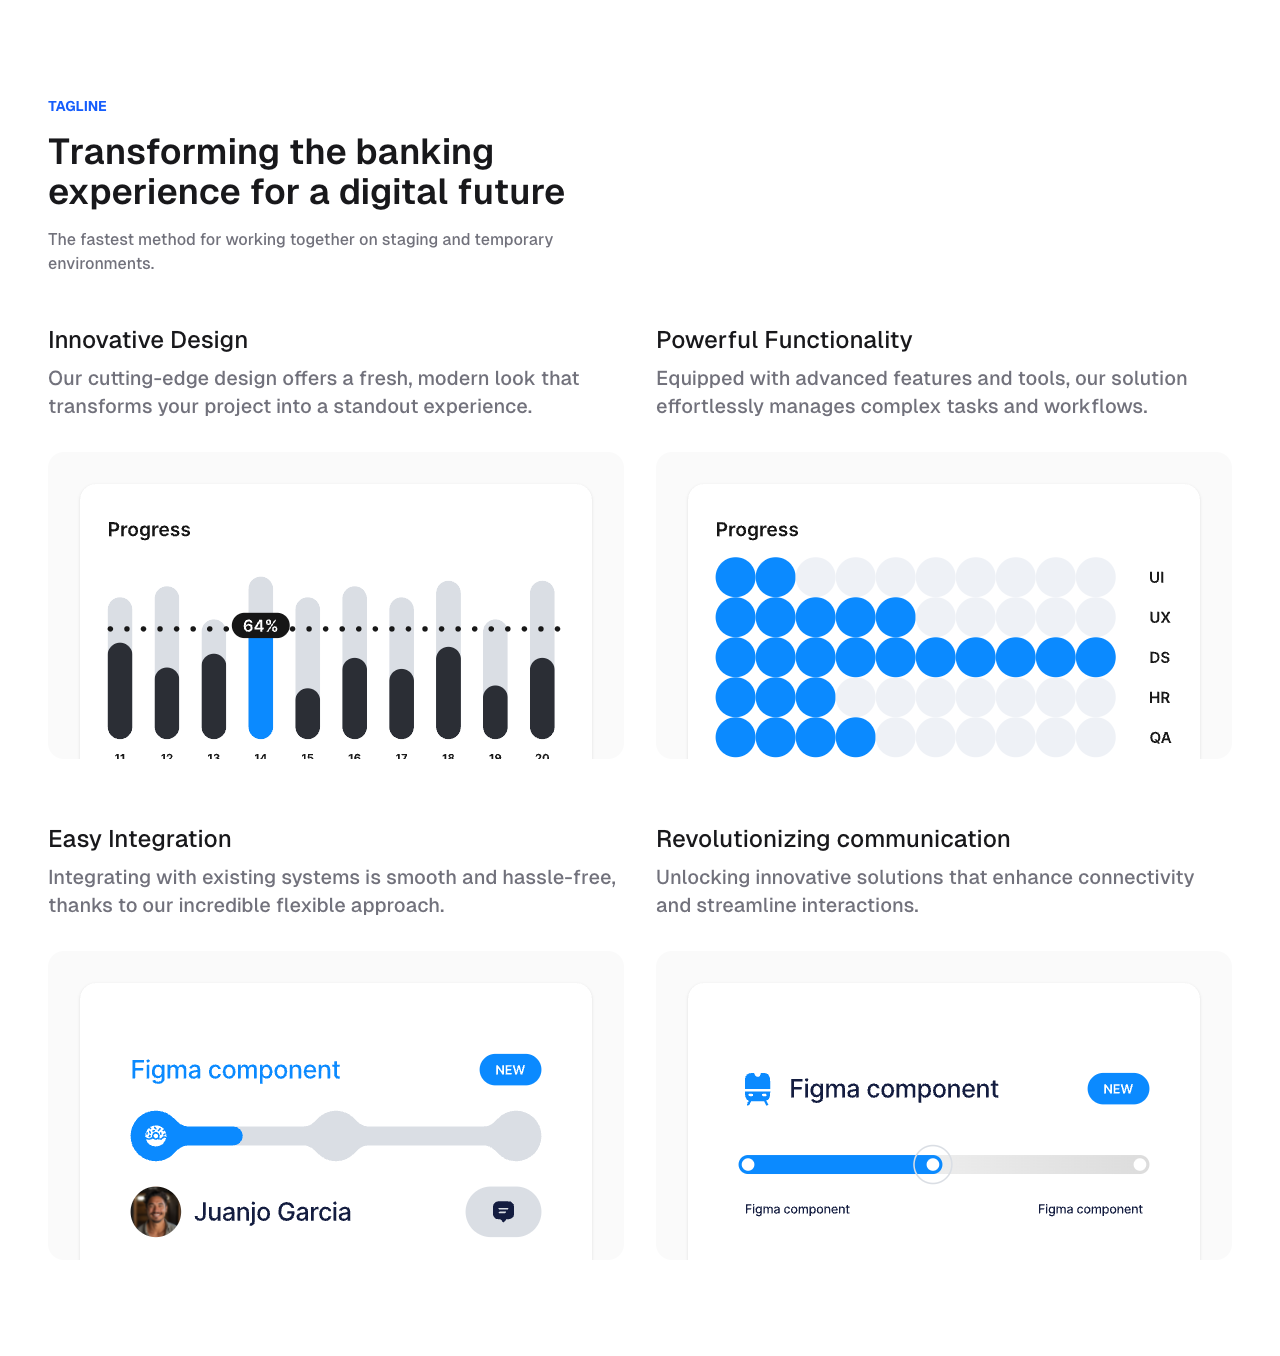 TAGLINE
Transforming the banking
experience for a digital future
The fastest method for working together on staging and temporary
environments.
Innovative Design
Our cutting-edge design offers a fresh, modern look that
transforms your project into a standout experience.
Progress
64%
11 12 13 14 15 16 17 18 19 20
Powerful Functionality
Equipped with advanced features and tools, our solution
effortlessly manages complex tasks and workflows.
Progress
UI
UX
DS
HR
QA
Easy Integration
Integrating with existing systems is smooth and hassle-free,
thanks to our incredible flexible approach.
Figma component NEW
Juanjo Garcia
Revolutionizing communication
Unlocking innovative solutions that enhance connectivity
and streamline interactions.
Figma component NEW
Figma component Figma component